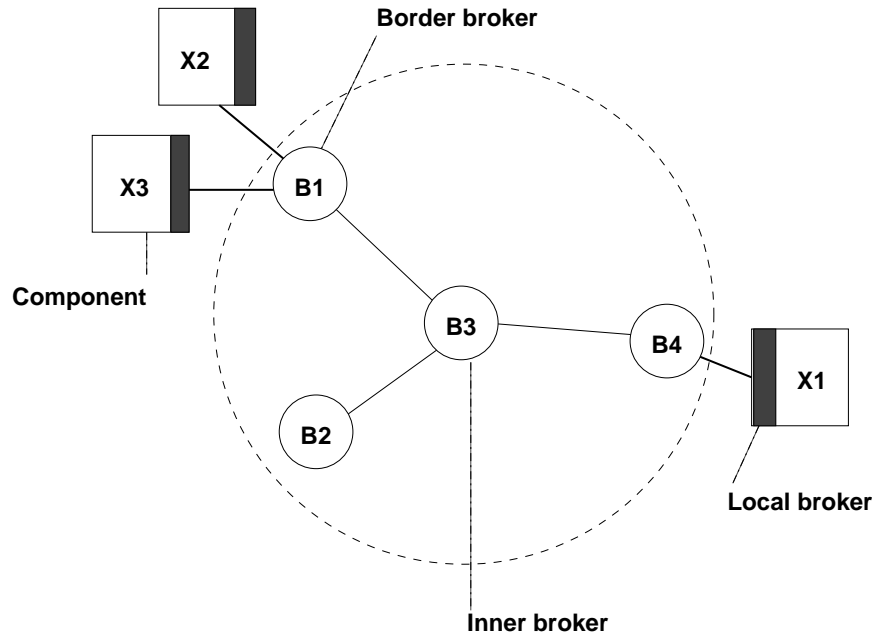 Border broker
X2
X3
B1
Component
B3
B4
X1
B2
Local broker
Inner broker